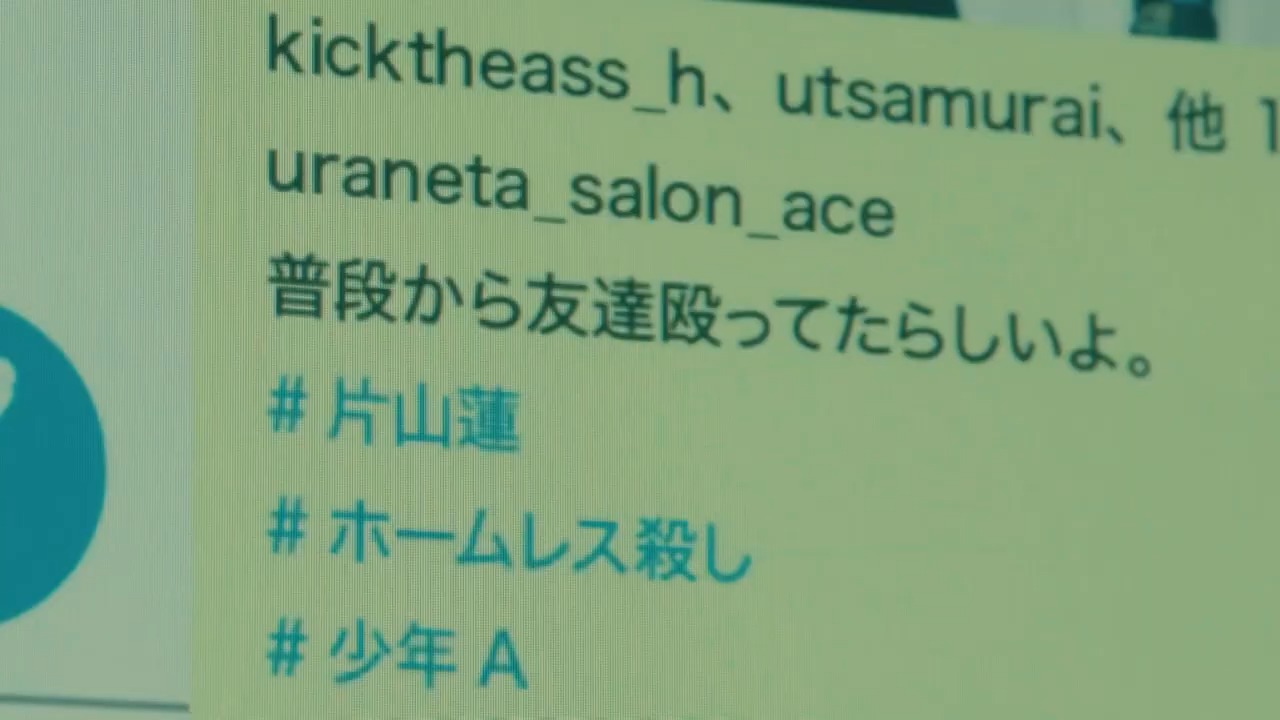 kicktheass_h、utsamurai、他 1
uraneta_salon_ace
普段から友達殴ってたらしいよ。
# 片山蓮
# ホームレス殺し
# 少年 A